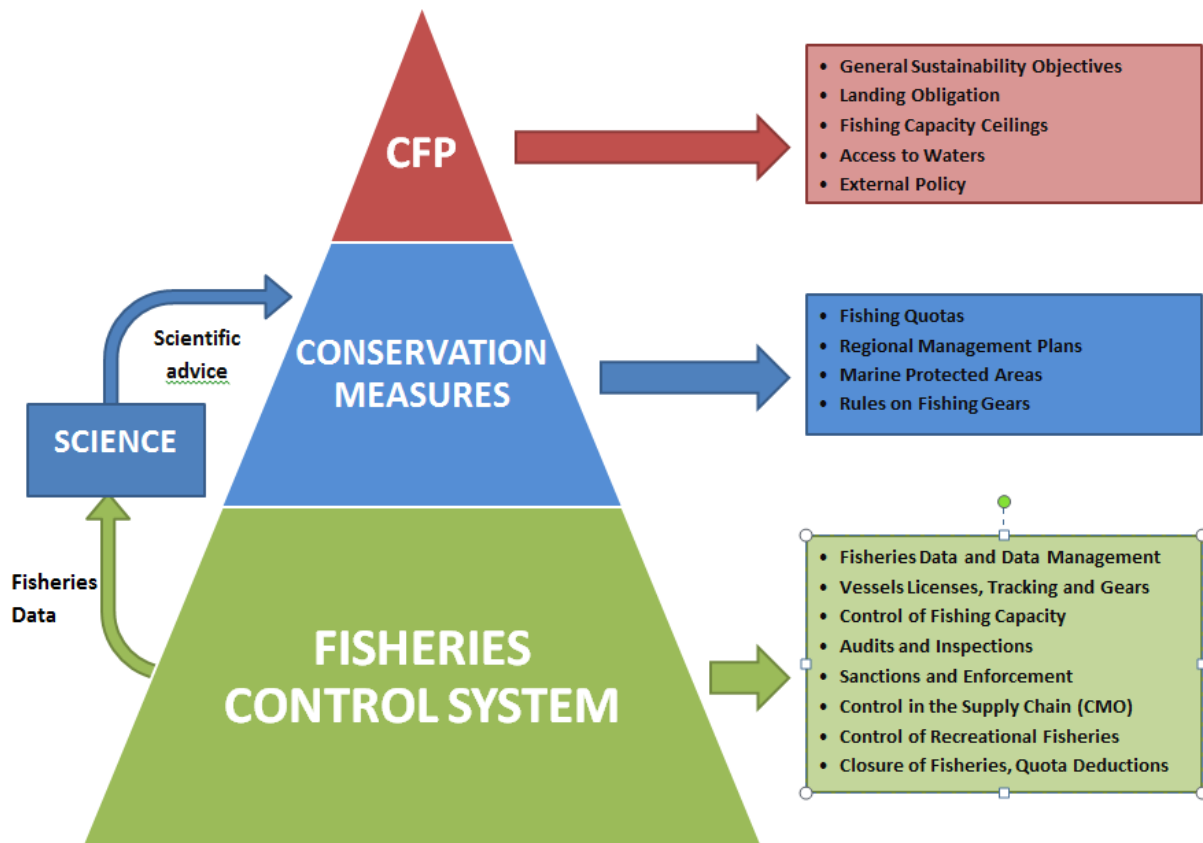 CFP
• General Sustainability Objectives
• Landing Obligation
• Fishing Capacity Ceilings
• Access to Waters
• External Policy
Scientific
advice
SCIENCE
CONSERVATION
MEASURES
• Fishing Quotas
• Regional Management Plans
• Marine Protected Areas
• Rules on Fishing Gears
Fisheries
Data
FISHERIES
CONTROL SYSTEM
• Fisheries Data and Data Management
• Vessels Licenses, Tracking and Gears
• Control of Fishing Capacity
• Audits and Inspections
• Sanctions and Enforcement
• Control in the Supply Chain (CMO)
• Control of Recreational Fisheries
• Closure of Fisheries, Quota Deductions